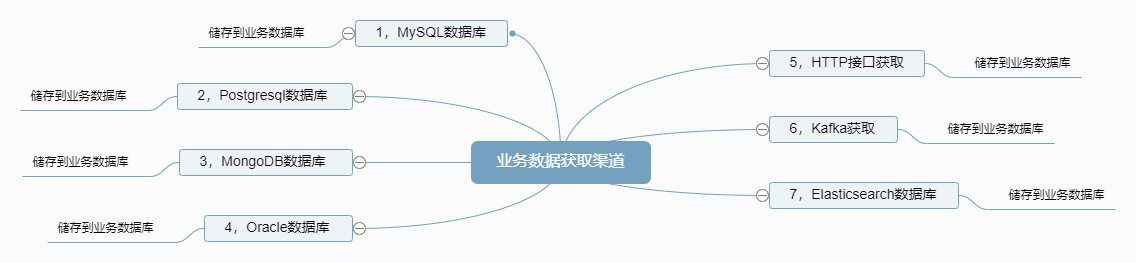 业务数据获取渠道
1，MySQL数据库
储存到业务数据库
2，Postgresql数据库
储存到业务数据库
3，MongoDB数据库
储存到业务数据库
4，Oracle数据库
储存到业务数据库
5，HTTP接口获取
储存到业务数据库
6，Kafka获取
储存到业务数据库
7，Elasticsearch数据库
储存到业务数据库